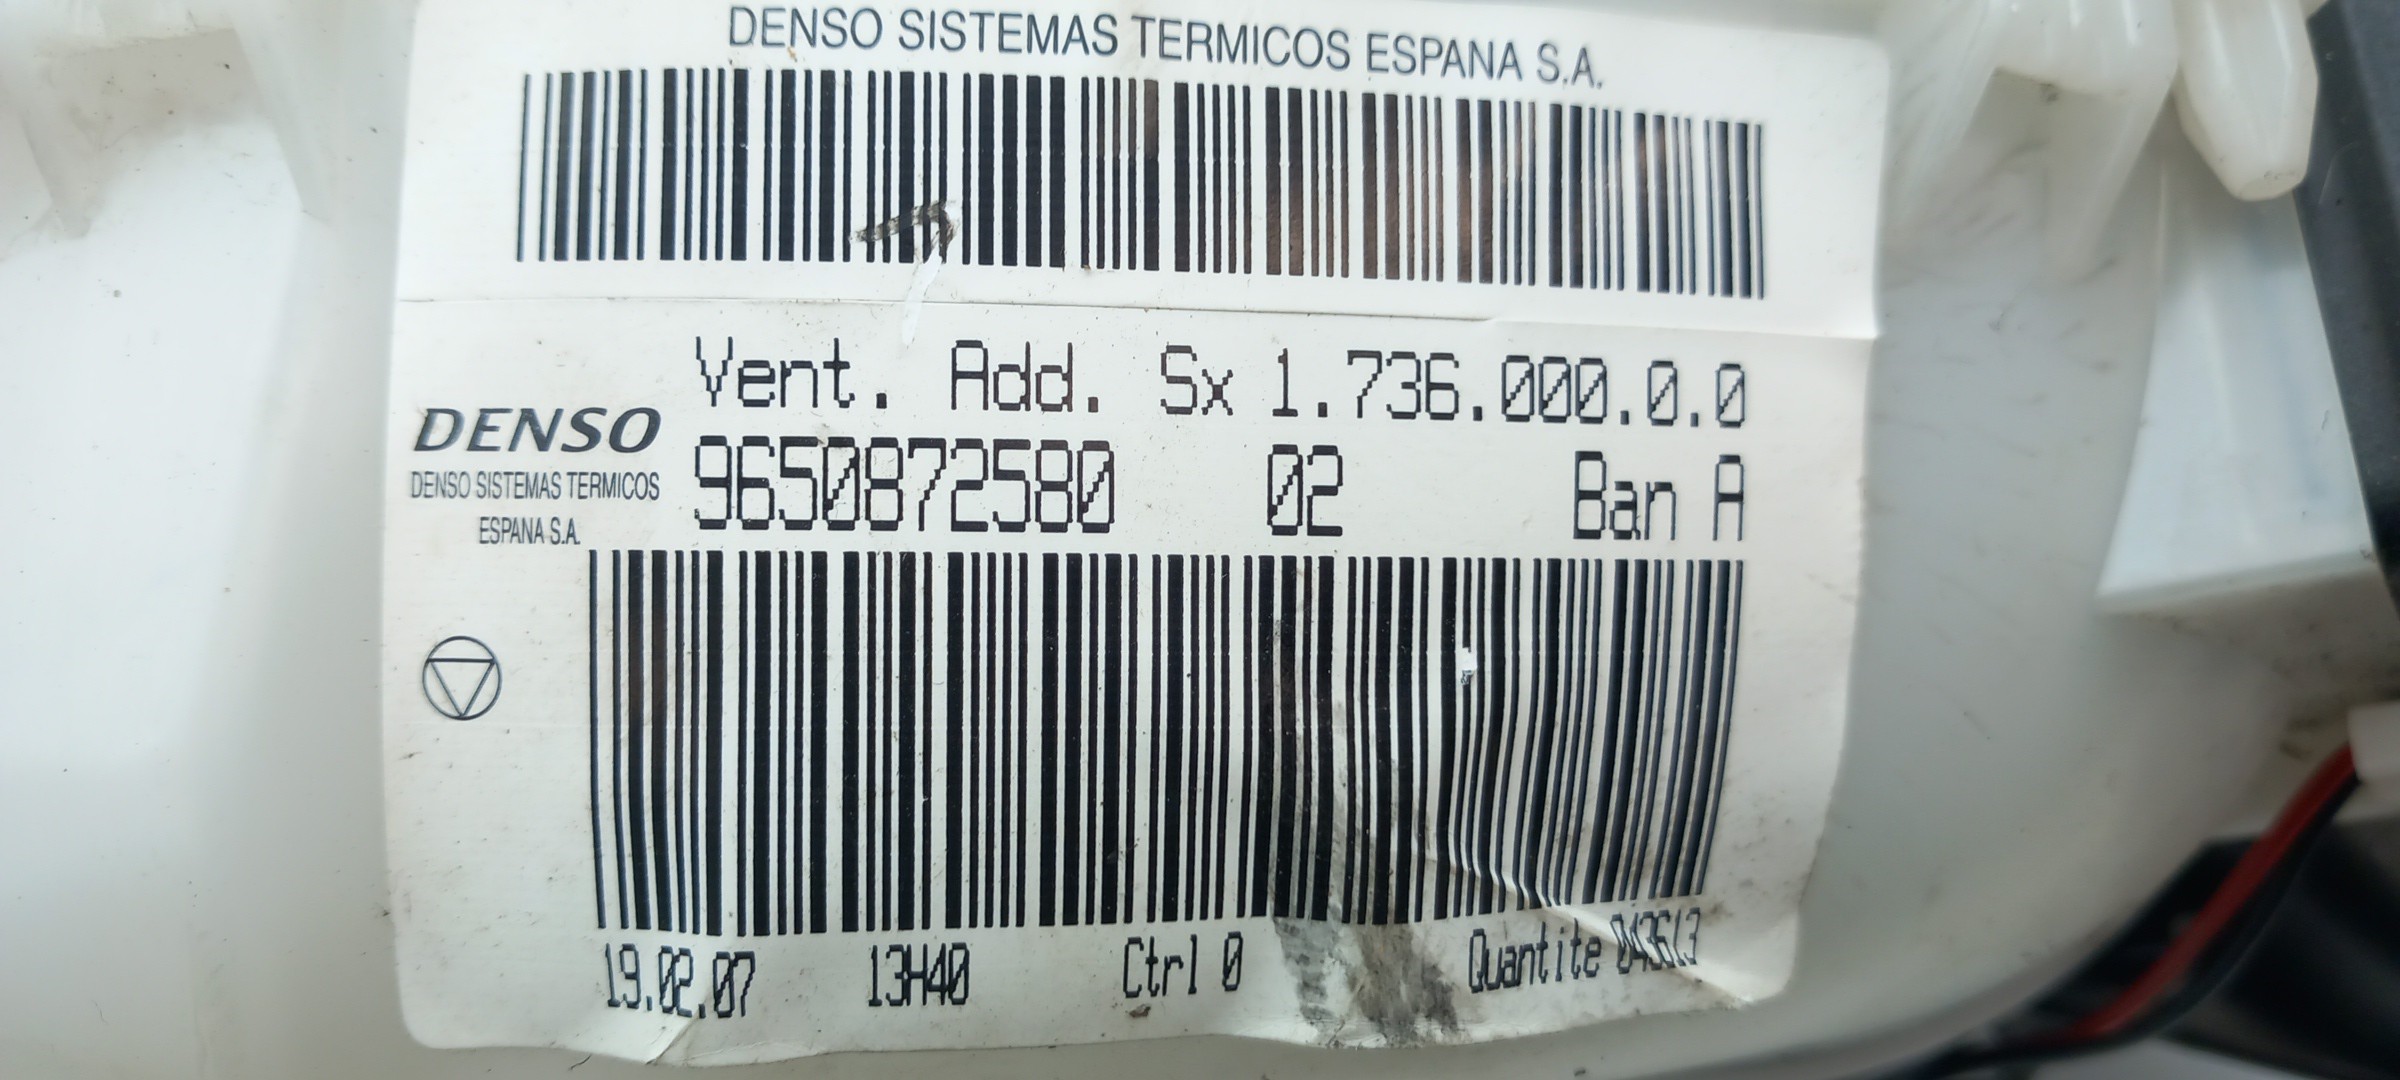 DENSO SISTEMAS TERMICOS ESPANA S.A.
Vent. Add. Sx 1.736.000.0.0
DENSO
DENSO SISTEMAS TERMICOS
ESPANA S.A.
9650872580 02 Ban A
19.02.07 13H40 Ctrl 0 Quantite 043613